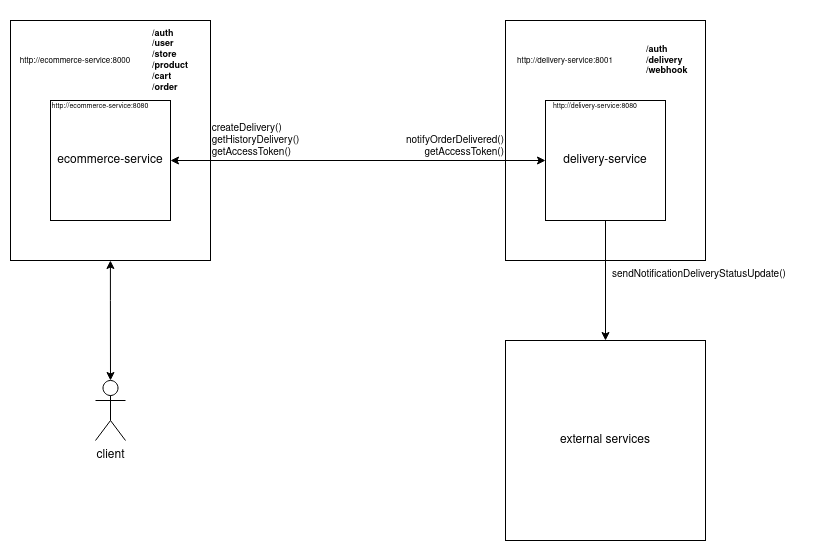 http://ecommerce-service:8000
/auth
/user
/store
/product
/cart
/order
http://ecommerce-service:8080
ecommerce-service
createDelivery()
getHistoryDelivery()
getAccessToken()
notifyOrderDelivered()
getAccessToken()
http://delivery-service:8001
/auth
/delivery
/webhook
http://delivery-service:8080
delivery-service
sendNotificationDeliveryStatusUpdate()
client
external services